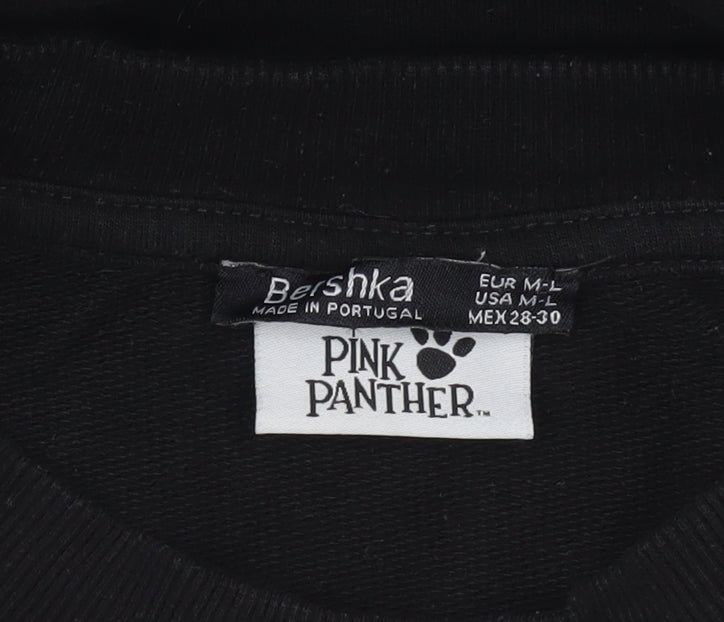 Bershka
MADE IN PORTUGAL
EUR M-L
USA M-L
MEX 28-30
PINK
PANTHER™